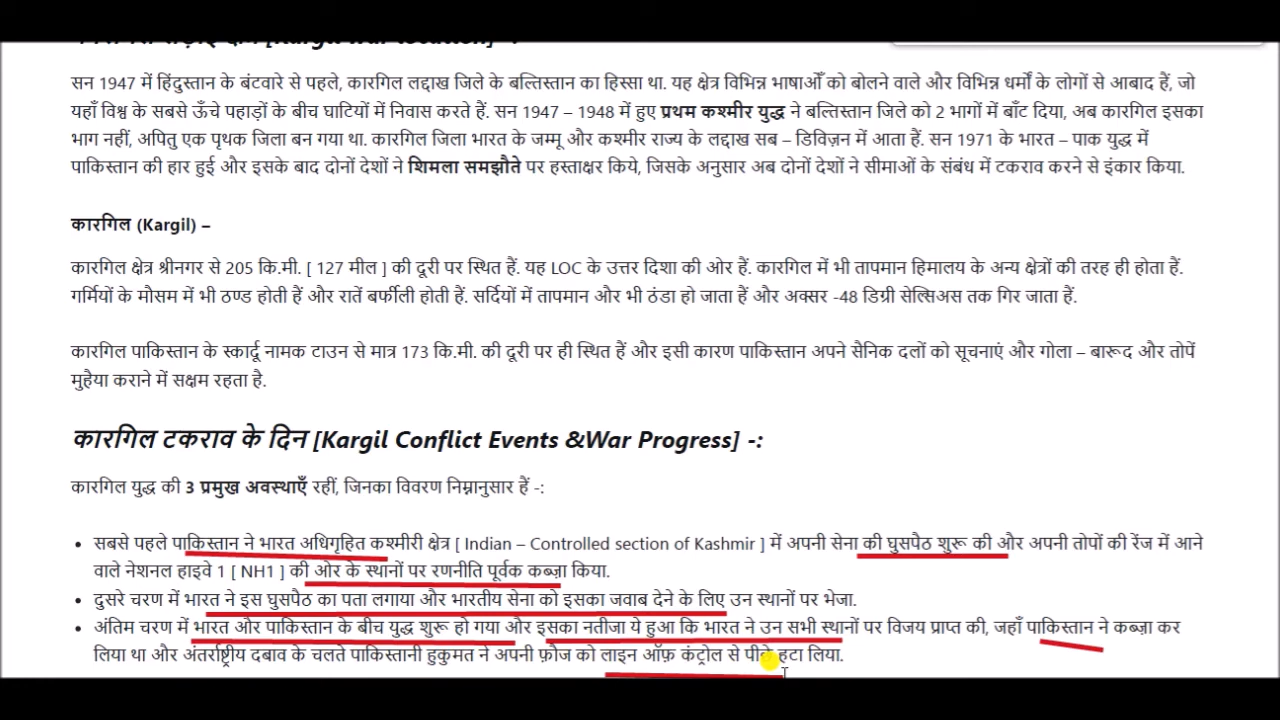 [Kargil War location] -:
सन 1947 में हिंदुस्तान के बंटवारे से पहले, कारगिल लद्दाख जिले के बल्तिस्तान का हिस्सा था. यह क्षेत्र विभिन्न भाषाओँ को बोलने वाले और विभिन्न धर्मों के लोगों से आबाद हैं, जो
यहाँ विश्व के सबसे ऊँचे पहाड़ों के बीच घाटियों में निवास करते हैं. सन 1947 – 1948 में हुए प्रथम कश्मीर युद्ध ने बल्तिस्तान जिले को 2 भागों में बाँट दिया, अब कारगिल इसका
भाग नहीं, अपितु एक पृथक जिला बन गया था. कारगिल जिला भारत के जम्मू और कश्मीर राज्य के लद्दाख सब – डिविज़न में आता हैं. सन 1971 के भारत – पाक युद्ध में
पाकिस्तान की हार हुई और इसके बाद दोनों देशों ने शिमला समझौते पर हस्ताक्षर किये, जिसके अनुसार अब दोनों देशों ने सीमाओं के संबंध में टकराव करने से इंकार किया.
कारगिल (Kargil) –
कारगिल क्षेत्र श्रीनगर से 205 कि.मी. [ 127 मील ] की दूरी पर स्थित हैं. यह LOC के उत्तर दिशा की ओर हैं. कारगिल में भी तापमान हिमालय के अन्य क्षेत्रों की तरह ही होता हैं.
गर्मियों के मौसम में भी ठण्ड होती हैं और रातें बर्फीली होती हैं. सर्दियों में तापमान और भी ठंडा हो जाता हैं और अक्सर -48 डिग्री सेल्सिअस तक गिर जाता हैं.
कारगिल पाकिस्तान के स्कार्दू नामक टाउन से मात्र 173 कि.मी. की दूरी पर ही स्थित हैं और इसी कारण पाकिस्तान अपने सैनिक दलों को सूचनाएं और गोला – बारूद और तोपें
मुहैया कराने में सक्षम रहता है.
कारगिल टकराव के दिन [Kargil Conflict Events &War Progress] -:
कारगिल युद्ध की 3 प्रमुख अवस्थाएँ रहीं, जिनका विवरण निम्नानुसार हैं -:
• सबसे पहले पाकिस्तान ने भारत अधिगृहित कश्मीरी क्षेत्र [ Indian – Controlled section of Kashmir ] में अपनी सेना की घुसपैठ शुरू की और अपनी तोपों की रेंज में आने
वाले नेशनल हाइवे 1 [ NH1 ] की ओर के स्थानों पर रणनीति पूर्वक कब्ज़ा किया.
• दुसरे चरण में भारत ने इस घुसपैठ का पता लगाया और भारतीय सेना को इसका जवाब देने के लिए उन स्थानों पर भेजा.
• अंतिम चरण में भारत और पाकिस्तान के बीच युद्ध शुरू हो गया और इसका नतीजा ये हुआ कि भारत ने उन सभी स्थानों पर विजय प्राप्त की, जहाँ पाकिस्तान ने कब्ज़ा कर
लिया था और अंतर्राष्ट्रीय दबाव के चलते पाकिस्तानी हुकुमत ने अपनी फ़ौज को लाइन ऑफ़ कंट्रोल से पीछे हटा लिया.